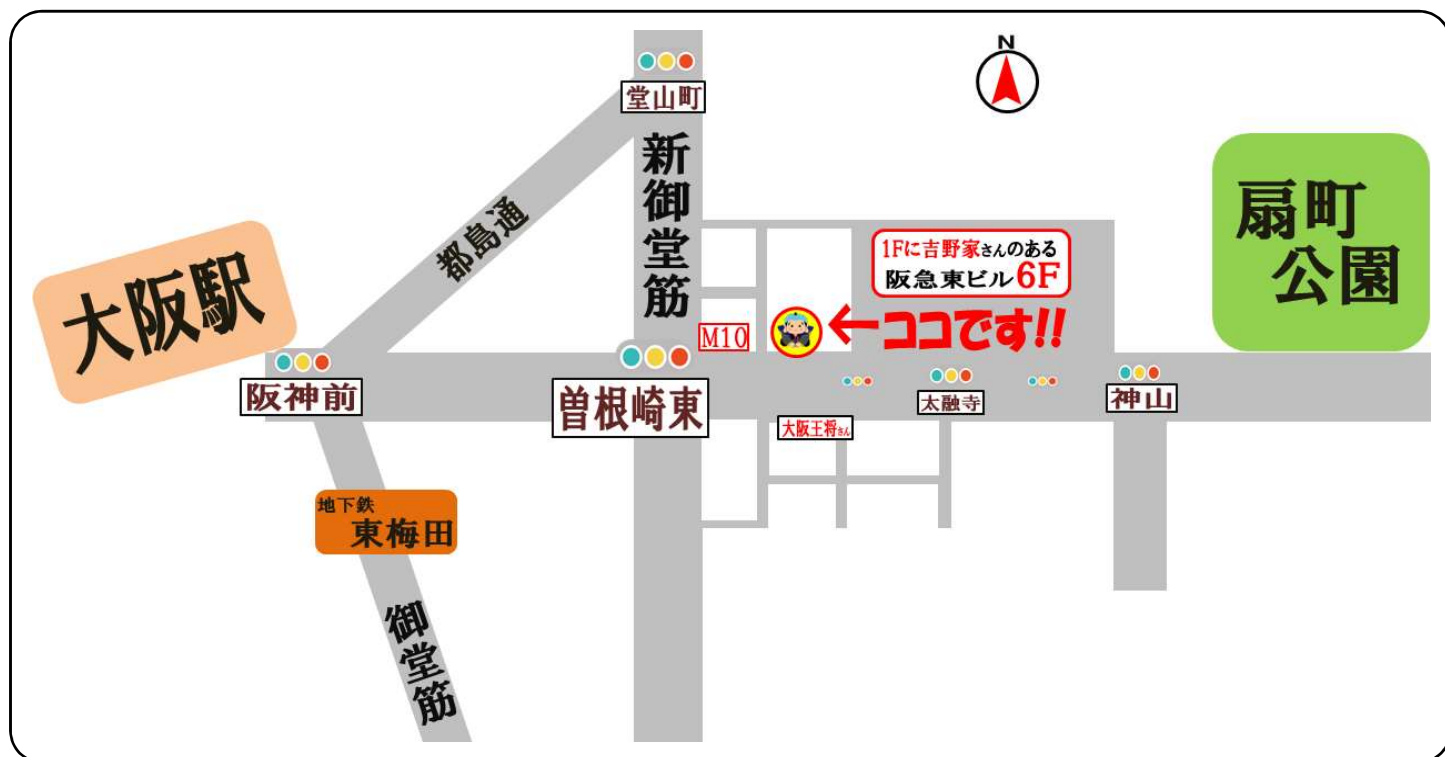 N
堂山町
新御堂筋
都島通
大阪駅
扇町
公園
1Fに吉野家さんのある
阪急東ビル6F
←ココです!!
M10
阪神前
曽根崎東
大阪王将さん
太融寺
神山
地下鉄
東梅田
御堂筋